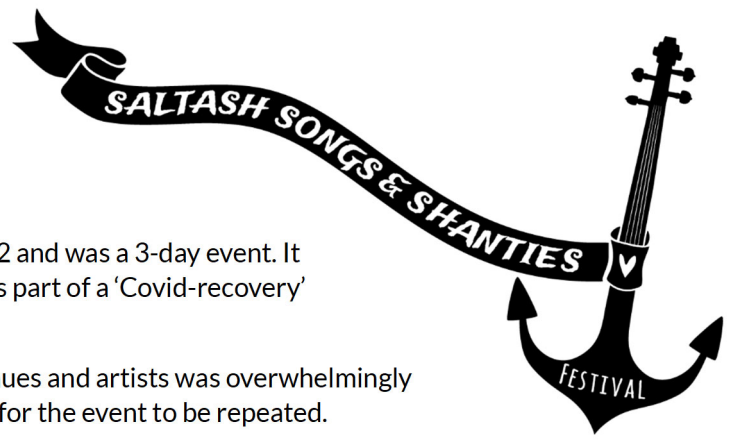 SALTASH SONGS & SHANTIES
FESTIVAL
2 and was a 3-day event. It
s part of a ‘Covid-recovery’
ues and artists was overwhelmingly
for the event to be repeated.